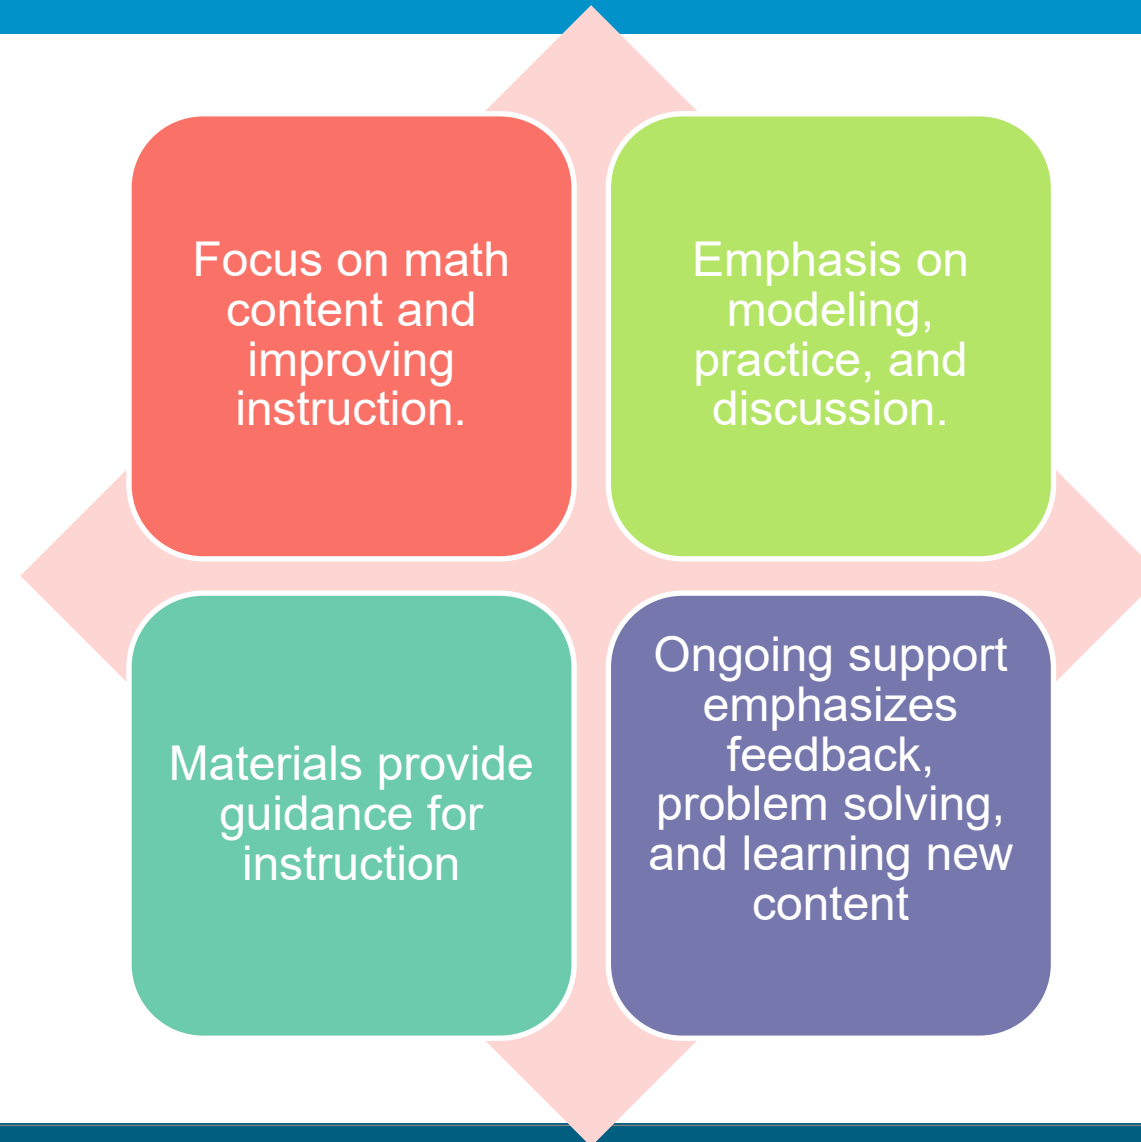 Focus on math
content and
improving
instruction.
Emphasis on
modeling,
practice, and
discussion.
Materials provide
guidance for
instruction
Ongoing support
emphasizes
feedback,
problem solving,
and learning new
content